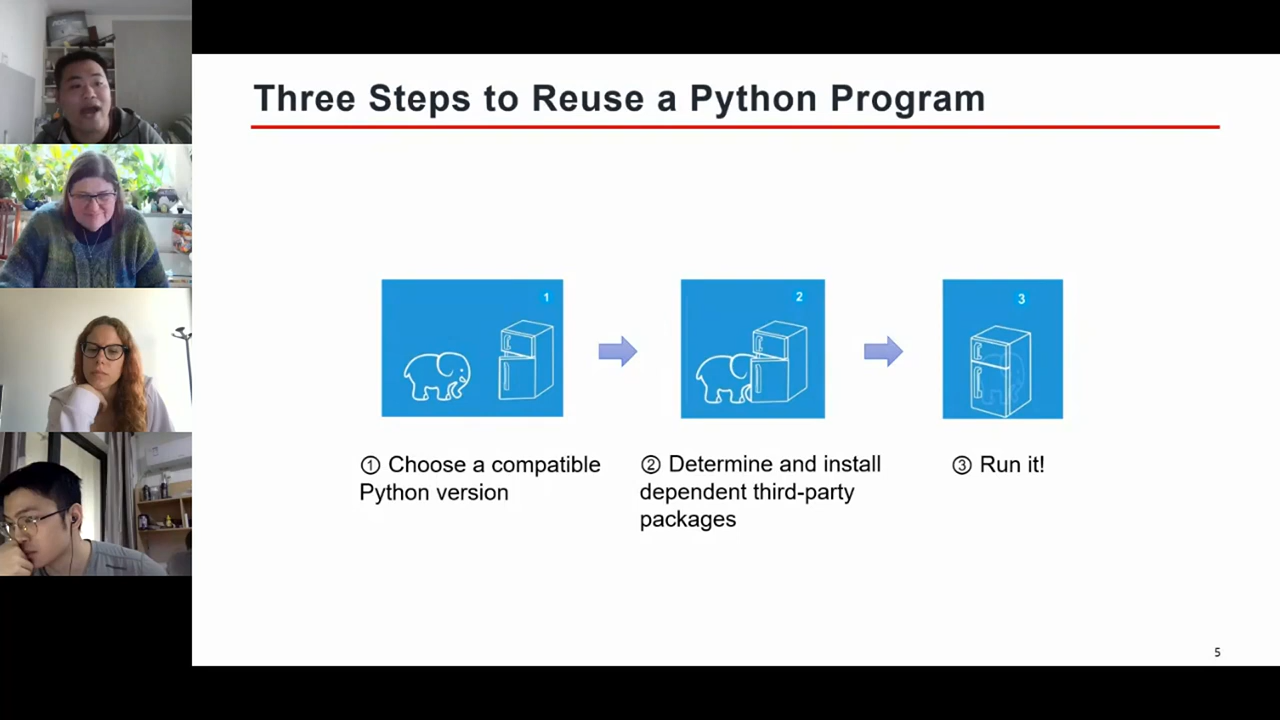 Three Steps to Reuse a Python Program
1
2
3
① Choose a compatible
Python version
② Determine and install
dependent third-party
packages
③ Run it!
5